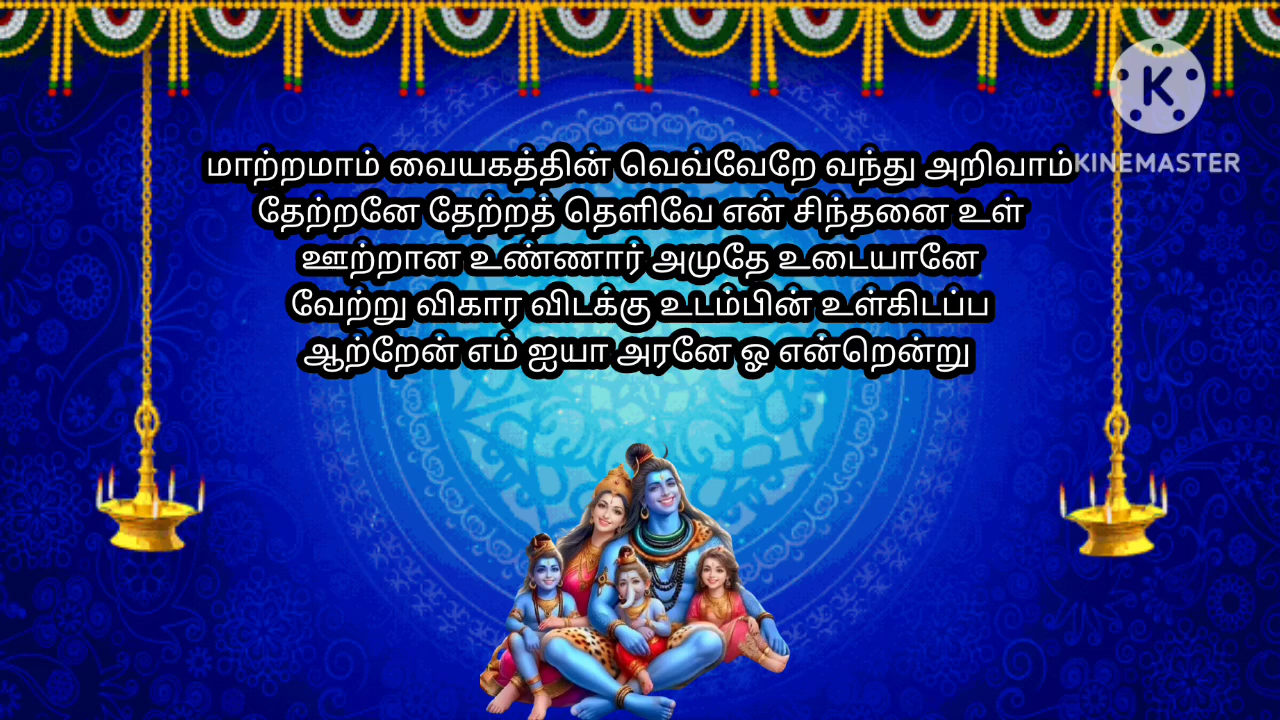 மாற்றமாம் வையகத்தின் வெவ்வேறே வந்து அறிவாம்
தேற்றனே தேற்றத் தெளிவே என் சிந்தனை உள்
ஊற்றான உண்ணார் அமுதே உடையானே
வேற்று விகார விடக்கு உடம்பின் உள்கிடப்ப
ஆற்றேன் எம் ஐயா அரனே ஓ என்றென்று
K
KINEMASTER